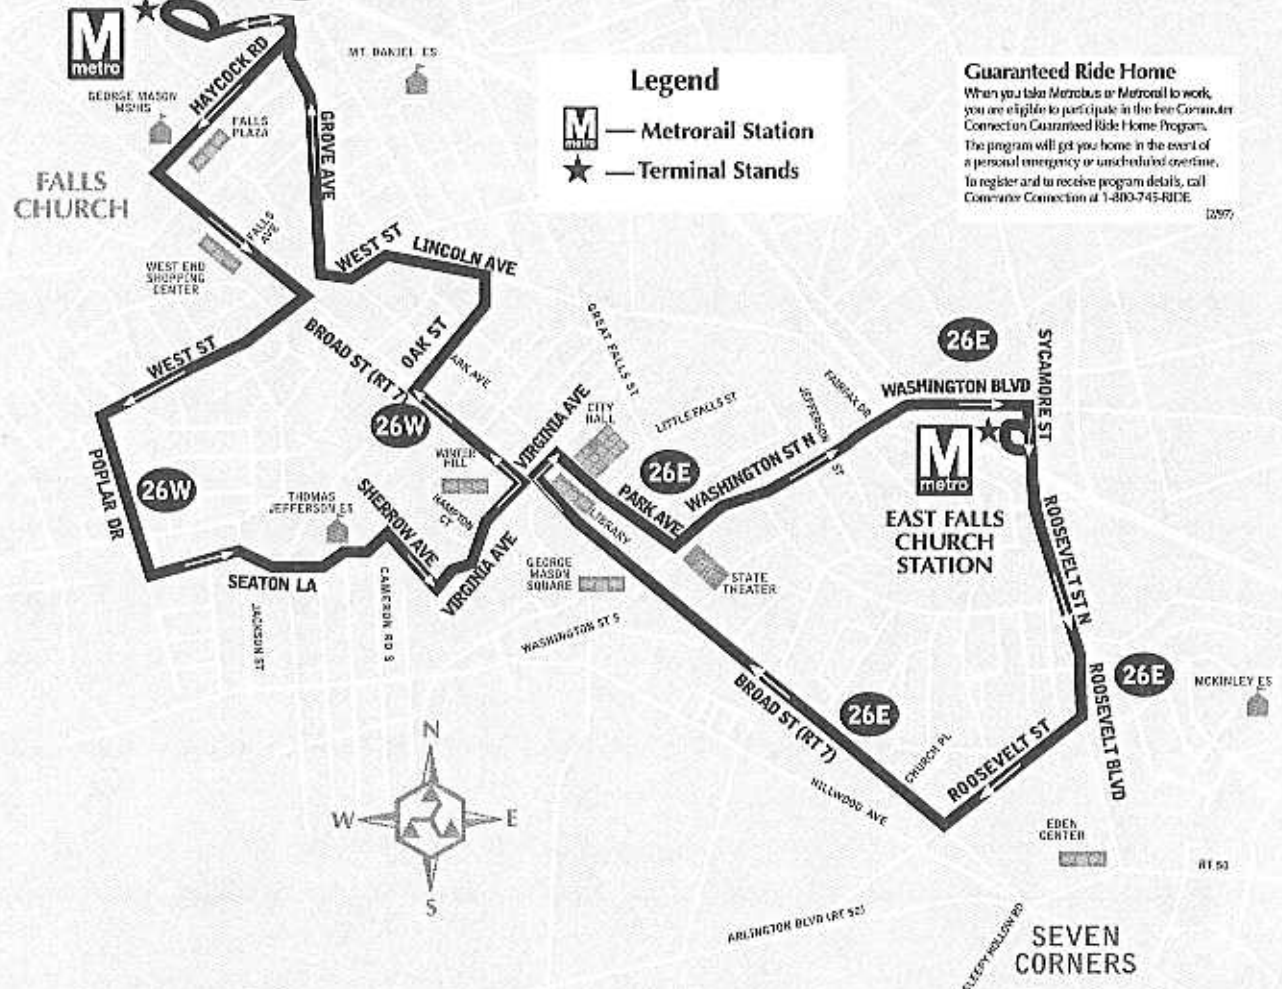 M
metro
HAYCOCK RD
MT. DANIEL ES
GEORGE MASON
MS/HS
FALLS
PLAZA
GROVE AVE
Legend
M
metro
— Metrorail Station
★ — Terminal Stands
Guaranteed Ride Home
When you take Metrobus or Metrorail to work,
you are eligible to participate in the free Commuter
Connection Guaranteed Ride Home Program.
The program will get you home in the event of
a personal emergency or unscheduled overtime.
To register and to receive program details, call
Commuter Connection at 1-800-745-RIDE.
(2/97)
FALLS
CHURCH
FALLS
AVE
WEST END
SHOPPING
CENTER
WEST ST
LINCOLN AVE
WEST ST
BROAD ST (RT 7)
OAK ST
ARK AVE
GREAT FALLS ST
LITTLE FALLS ST
26W
VIRGINIA AVE
CITY
HALL
WINTER
HILL
HAMPTON
CT
26E
PARK AVE
WASHINGTON ST N
JEFFERSON
ST
FAIRFAX DR
WASHINGTON BLVD
26E
SYCAMORE ST
M
metro
EAST FALLS
CHURCH
STATION
POPLAR DR
26W
THOMAS
JEFFERSON ES
SHERROW AVE
VIRGINIA AVE
LIBRARY
GEORGE
MASON
SQUARE
STATE
THEATER
SEATON LA
JACKSON ST
CAMERON RD S
WASHINGTON ST S
ROOSEVELT ST N
26E
MCKINLEY ES
ROOSEVELT BLVD
BROAD ST (RT 7)
26E
CHURCH PL
ROOSEVELT ST
HILLWOOD AVE
N
W
E
S
EDEN
CENTER
RT 50
ARLINGTON BLVD (RT 50)
SLEEPY HOLLOW RD
SEVEN
CORNERS